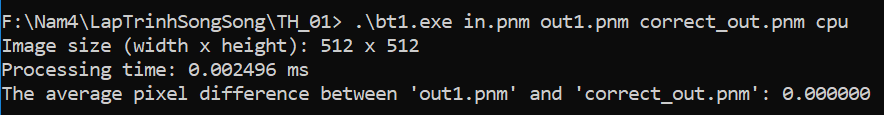 F:\Nam4\LapTrinhSongSong\TH_01> .\bt1.exe in.pnm out1.pnm correct_out.pnm cpu
Image size (width x height): 512 x 512
Processing time: 0.002496 ms
The average pixel difference between 'out1.pnm' and 'correct_out.pnm': 0.000000